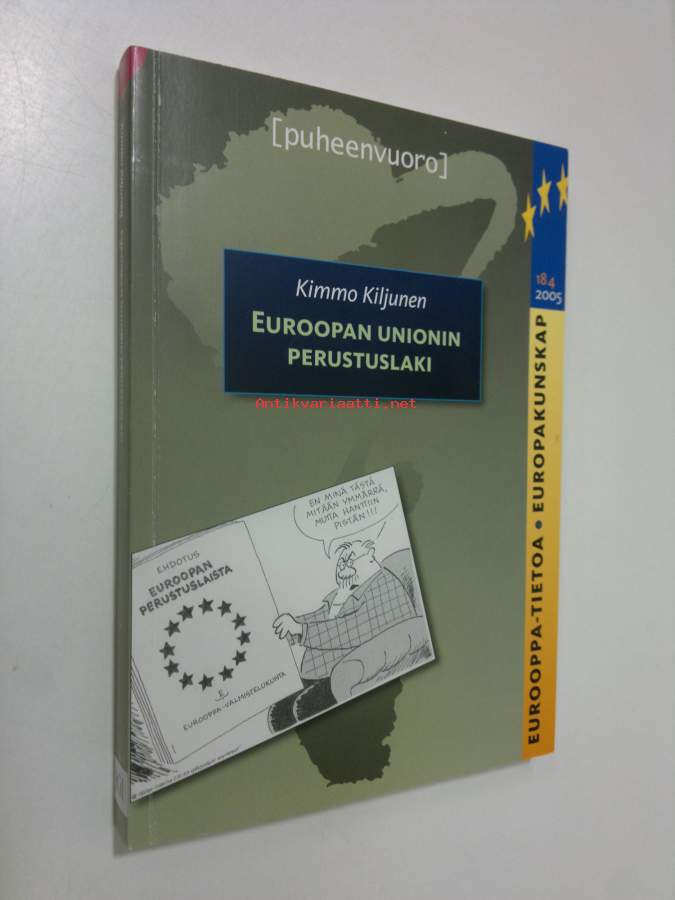 [puheenvuoro]
Kimmo Kiljunen
EUROOPAN UNIONIN
PERUSTUSLAKI
Antikvariaatti.net
184
2005
EUROOPPA-TIETOA • EUROPAKUNSKAP
EN MINÄ TÄSTÄ
MITÄÄN YMMÄRRÄ,
MUTTA HANTTIIN
PISTÄN!!!
EHDOTUS
EUROOPAN
PERUSTUSLAISTA
EUROOPPA-VALMISTELUKUNTA